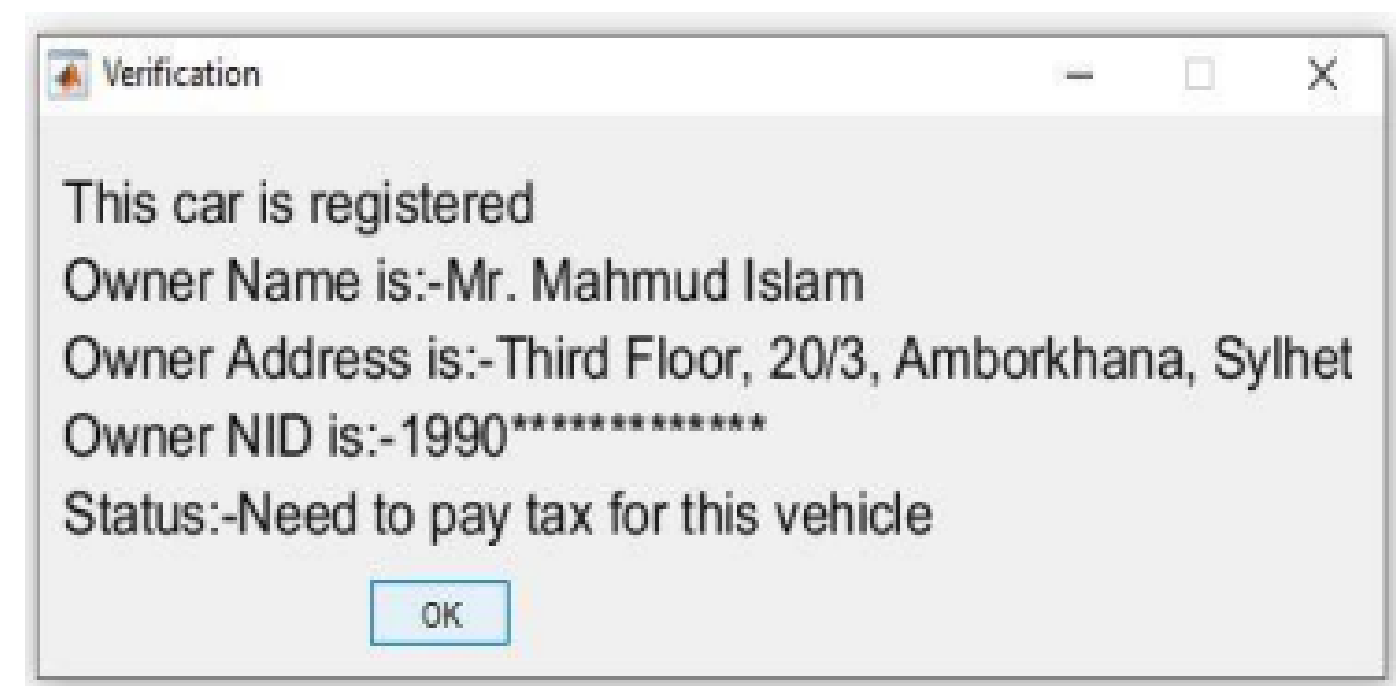 Verification
This car is registered
Owner Name is:-Mr. Mahmud Islam
Owner Address is:-Third Floor, 20/3, Amborkhana, Sylhet
Owner NID is:-1990*************
Status:-Need to pay tax for this vehicle
OK